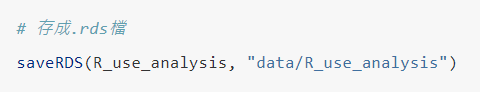 # 存成.rds檔
saveRDS(R_use_analysis, "data/R_use_analysis")